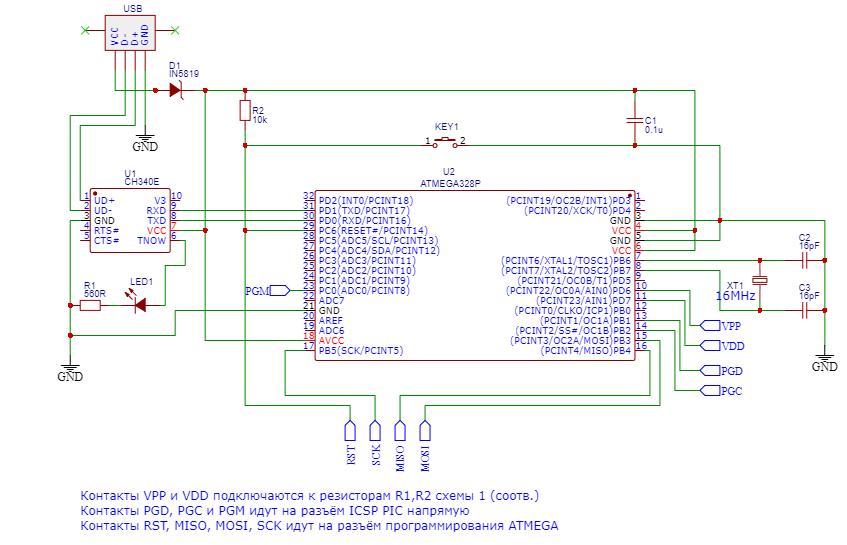 USB
VCC
D-
D+
GND
D1
IN5819
R2
10k
C1
0.1u
KEY1
1 2
GND
U1
CH340E
U2
ATMEGA328P
1 UD+
2 UD-
3 GND
4 RTS#
5 CTS#
V3 10
RXD 9
TXD 8
VCC 7
TNOW 6
32 PD2(INT0/PCINT18)
31 PD1(TXD/PCINT17)
30 PD0(RXD/PCINT16)
29 PC6(RESET#/PCINT14)
28 PC5(ADC5/SCL/PCINT13)
27 PC4(ADC4/SDA/PCINT12)
26 PC3(ADC3/PCINT11)
25 PC2(ADC2/PCINT10)
24 PC1(ADC1/PCINT9)
23 PC0(ADC0/PCINT8)
22 ADC7
21 GND
20 AREF
19 ADC6
18 AVCC
17 PB5(SCK/PCINT5)
(PCINT19/OC2B/INT1)PD3 1
(PCINT20/XCK/T0)PD4 2
GND 3
VCC 4
GND 5
VCC 6
(PCINT6/XTAL1/TOSC1)PB6 7
(PCINT7/XTAL2/TOSC2)PB7 8
(PCINT21/OC0B/T1)PD5 9
(PCINT22/OC0A/AIN0)PD6 10
(PCINT23/AIN1)PD7 11
(PCINT0/CLKO/ICP1)PB0 12
(PCINT1/OC1A)PB1 13
(PCINT2/SS#/OC1B)PB2 14
(PCINT3/OC2A/MOSI)PB3 15
(PCINT4/MISO)PB4 16
C2
16pF
C3
16pF
XT1
16MHz
LED1
R1
560R
PGM
VPP
VDD
PGD
PGC
GND
GND
RST
SCK
MISO
MOSI
Контакты VPP и VDD подключаются к резисторам R1,R2 схемы 1 (соотв.)
Контакты PGD, PGC и PGM идут на разъём ICSP PIC напрямую
Контакты RST, MISO, MOSI, SCK идут на разъём программирования ATMEGA